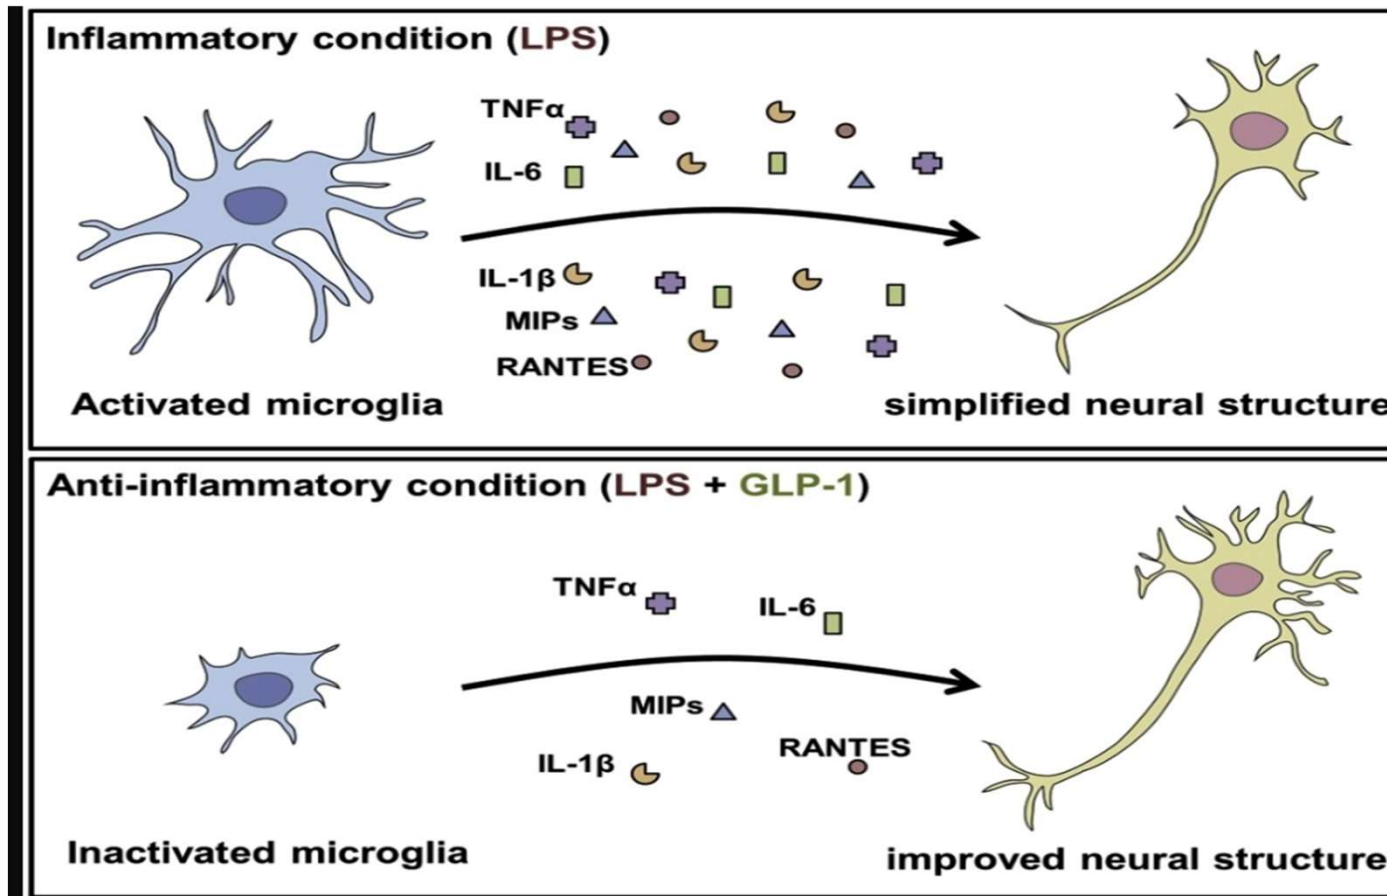 Inflammatory condition (LPS)
TNFα
IL-6
IL-1β
MIPs
RANTES
Activated microglia
simplified neural structure
Anti-inflammatory condition (LPS + GLP-1)
TNFα
IL-6
MIPs
RANTES
IL-1β
Inactivated microglia
improved neural structure